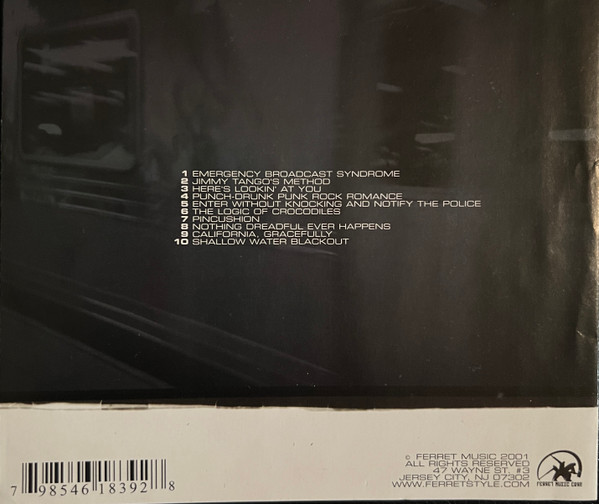 1 EMERGENCY BROADCAST SYNDROME
2 JIMMY TANGO'S METHOD
3 HERE'S LOOKIN' AT YOU
4 PUNCH-DRUNK PUNK ROCK ROMANCE
5 ENTER WITHOUT KNOCKING AND NOTIFY THE POLICE
6 THE LOGIC OF CROCODILES
7 PINCUSHION
8 NOTHING DREADFUL EVER HAPPENS
9 CALIFORNIA, GRACEFULLY
10 SHALLOW WATER BLACKOUT
© FERRET MUSIC 2001
ALL RIGHTS RESERVED
47 WAYNE ST. #3
JERSEY CITY, NJ 07302
WWW.FERRETSTYLE.COM
FERRET MUSIC
7 98546 18392 8